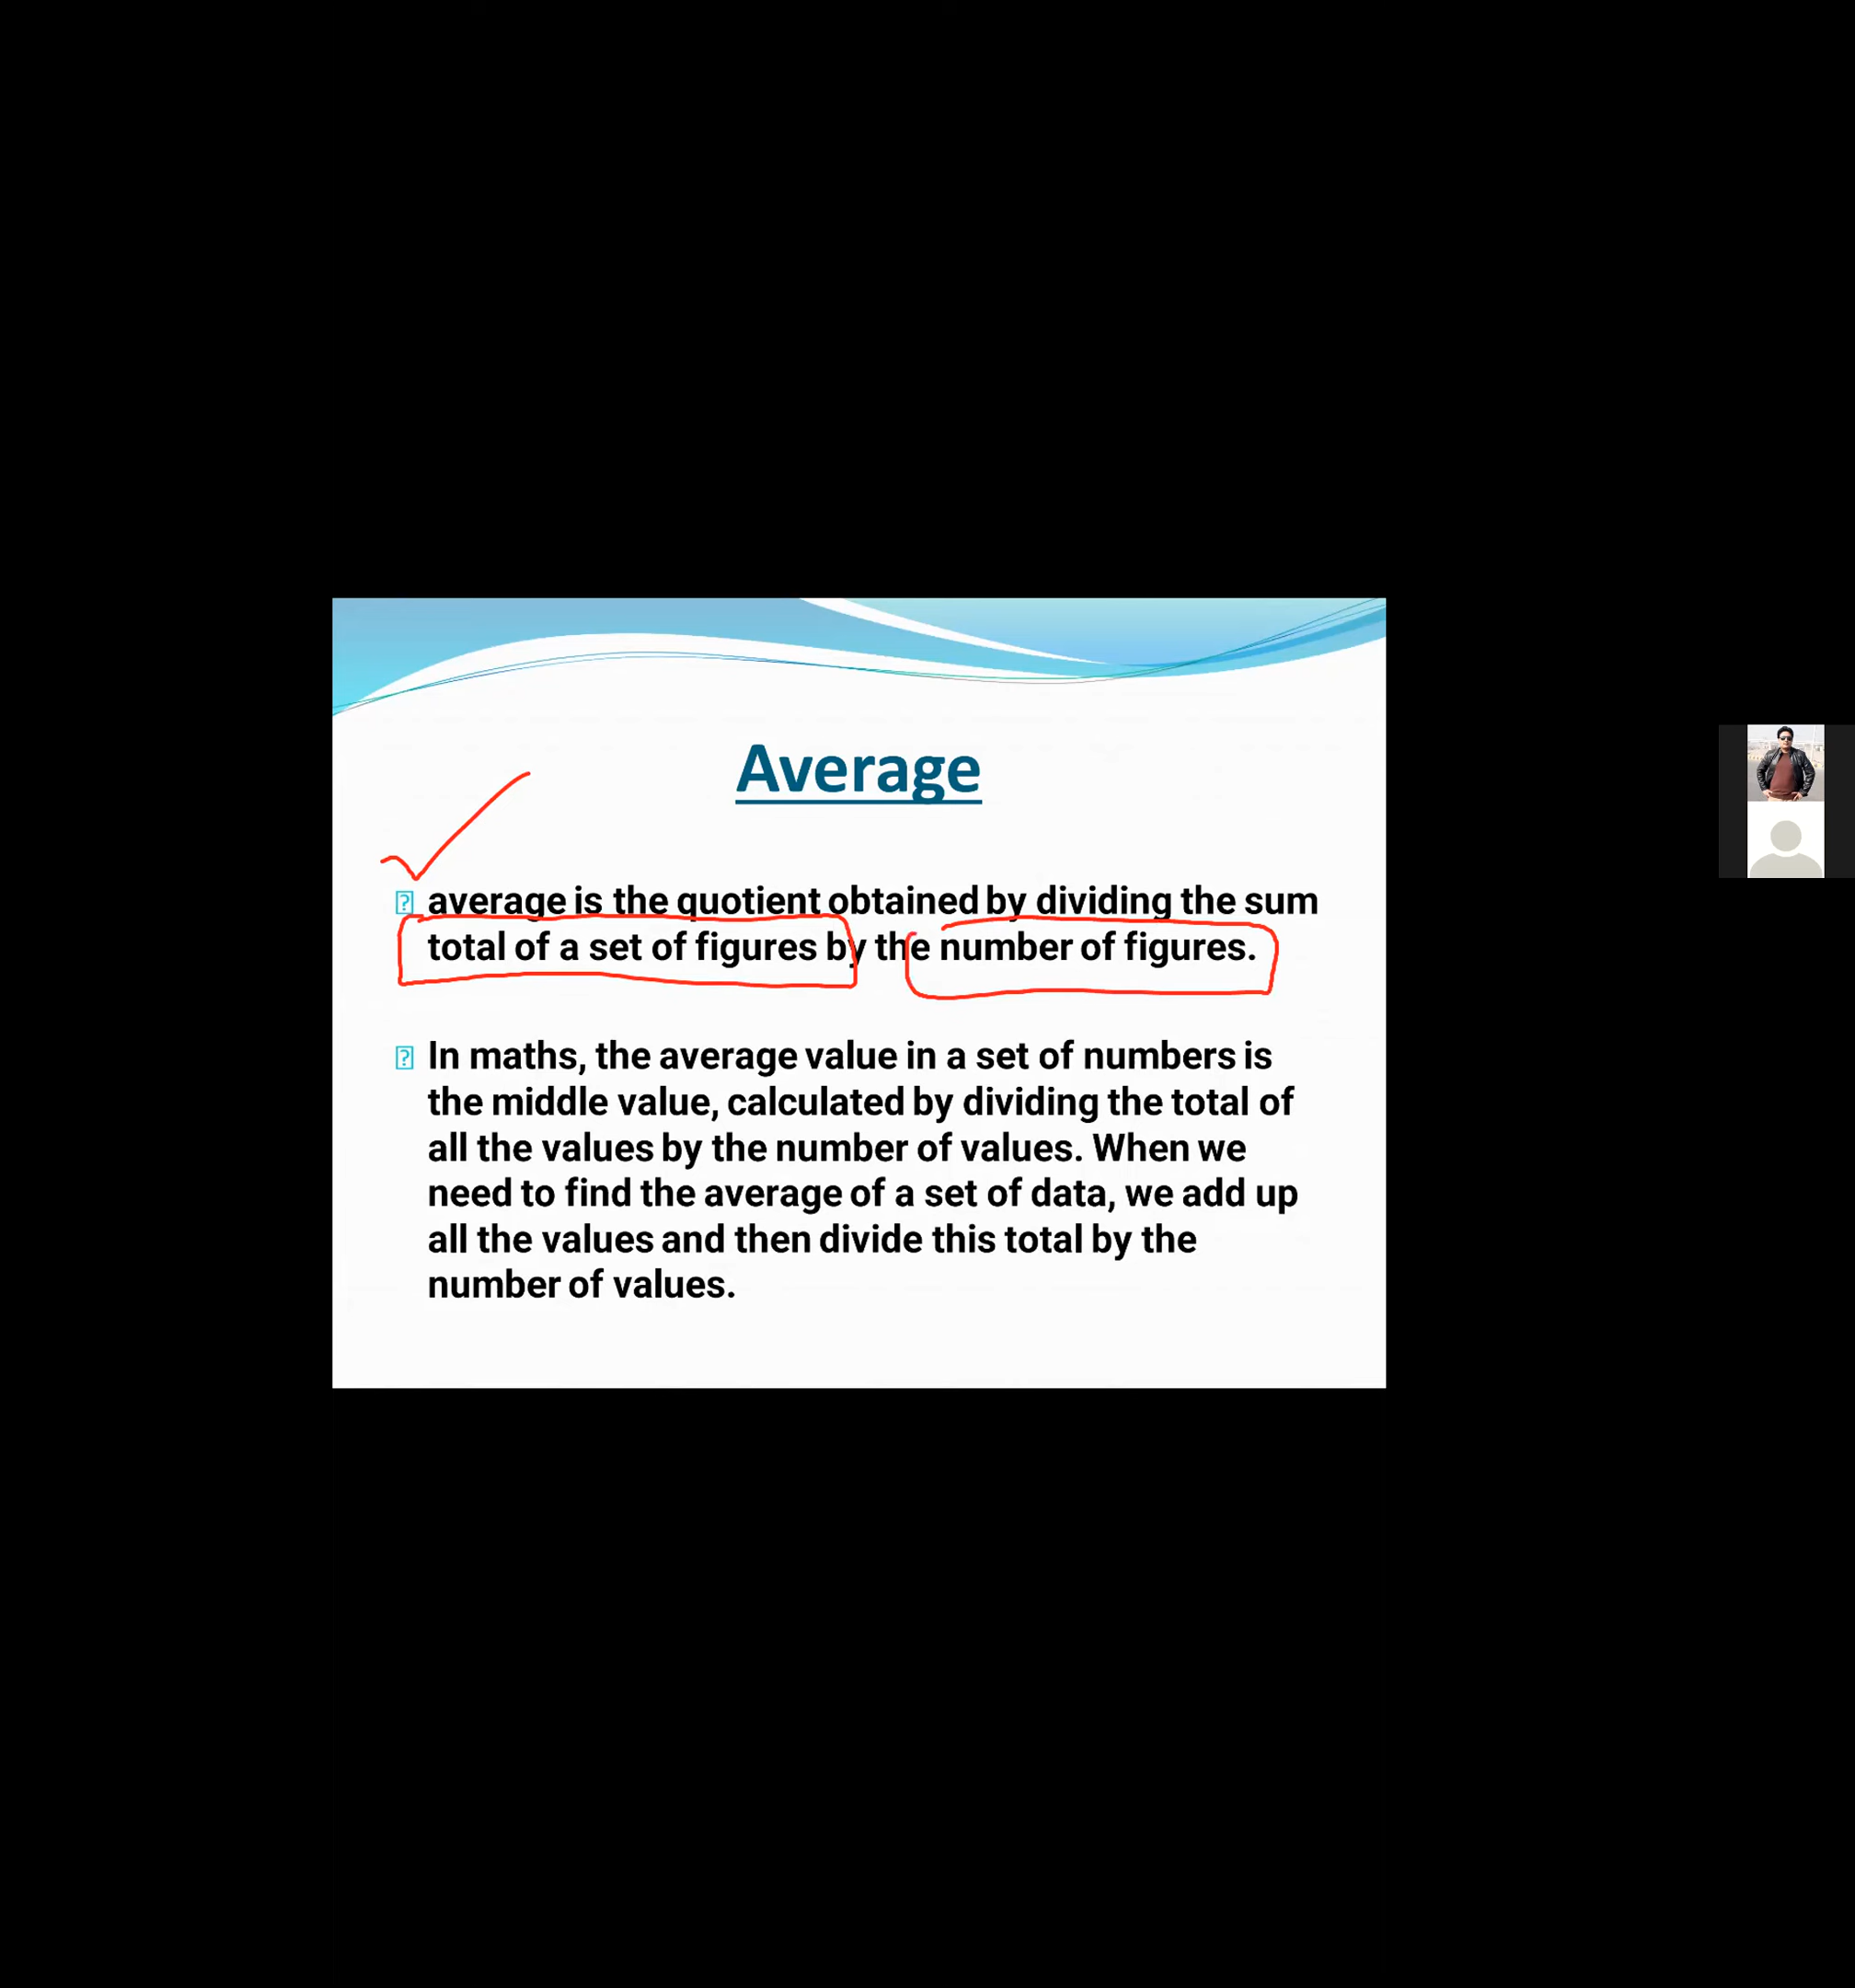 Average
average is the quotient obtained by dividing the sum
total of a set of figures by the number of figures.
In maths, the average value in a set of numbers is
the middle value, calculated by dividing the total of
all the values by the number of values. When we
need to find the average of a set of data, we add up
all the values and then divide this total by the
number of values.